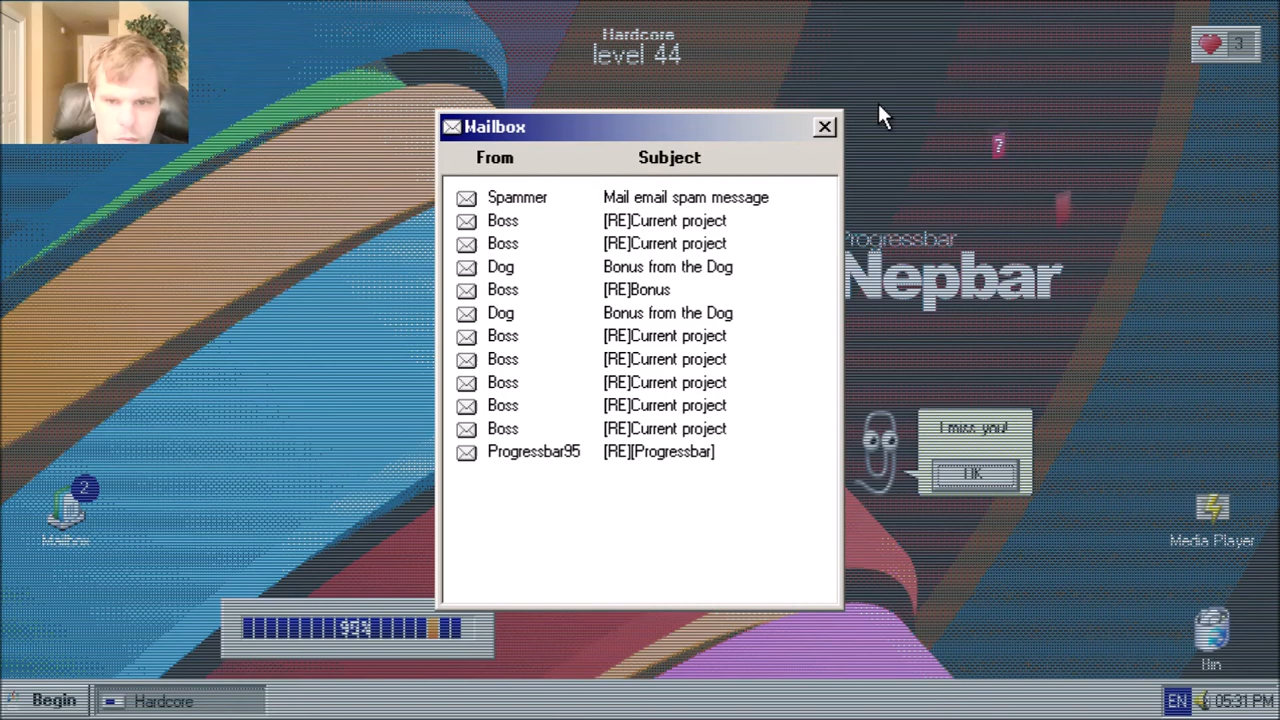 Hardcore
level 44
3
Mailbox
From Subject
Spammer Mail email spam message
Boss [RE]Current project
Boss [RE]Current project
Dog Bonus from the Dog
Boss [RE]Bonus
Dog Bonus from the Dog
Boss [RE]Current project
Boss [RE]Current project
Boss [RE]Current project
Boss [RE]Current project
Boss [RE]Current project
Progressbar95 [RE][Progressbar]
?
Progressbar
Nepbar
I miss you!
OK
2
Mailbox
Media Player
95%
Bin
Begin
Hardcore
EN 05:31 PM